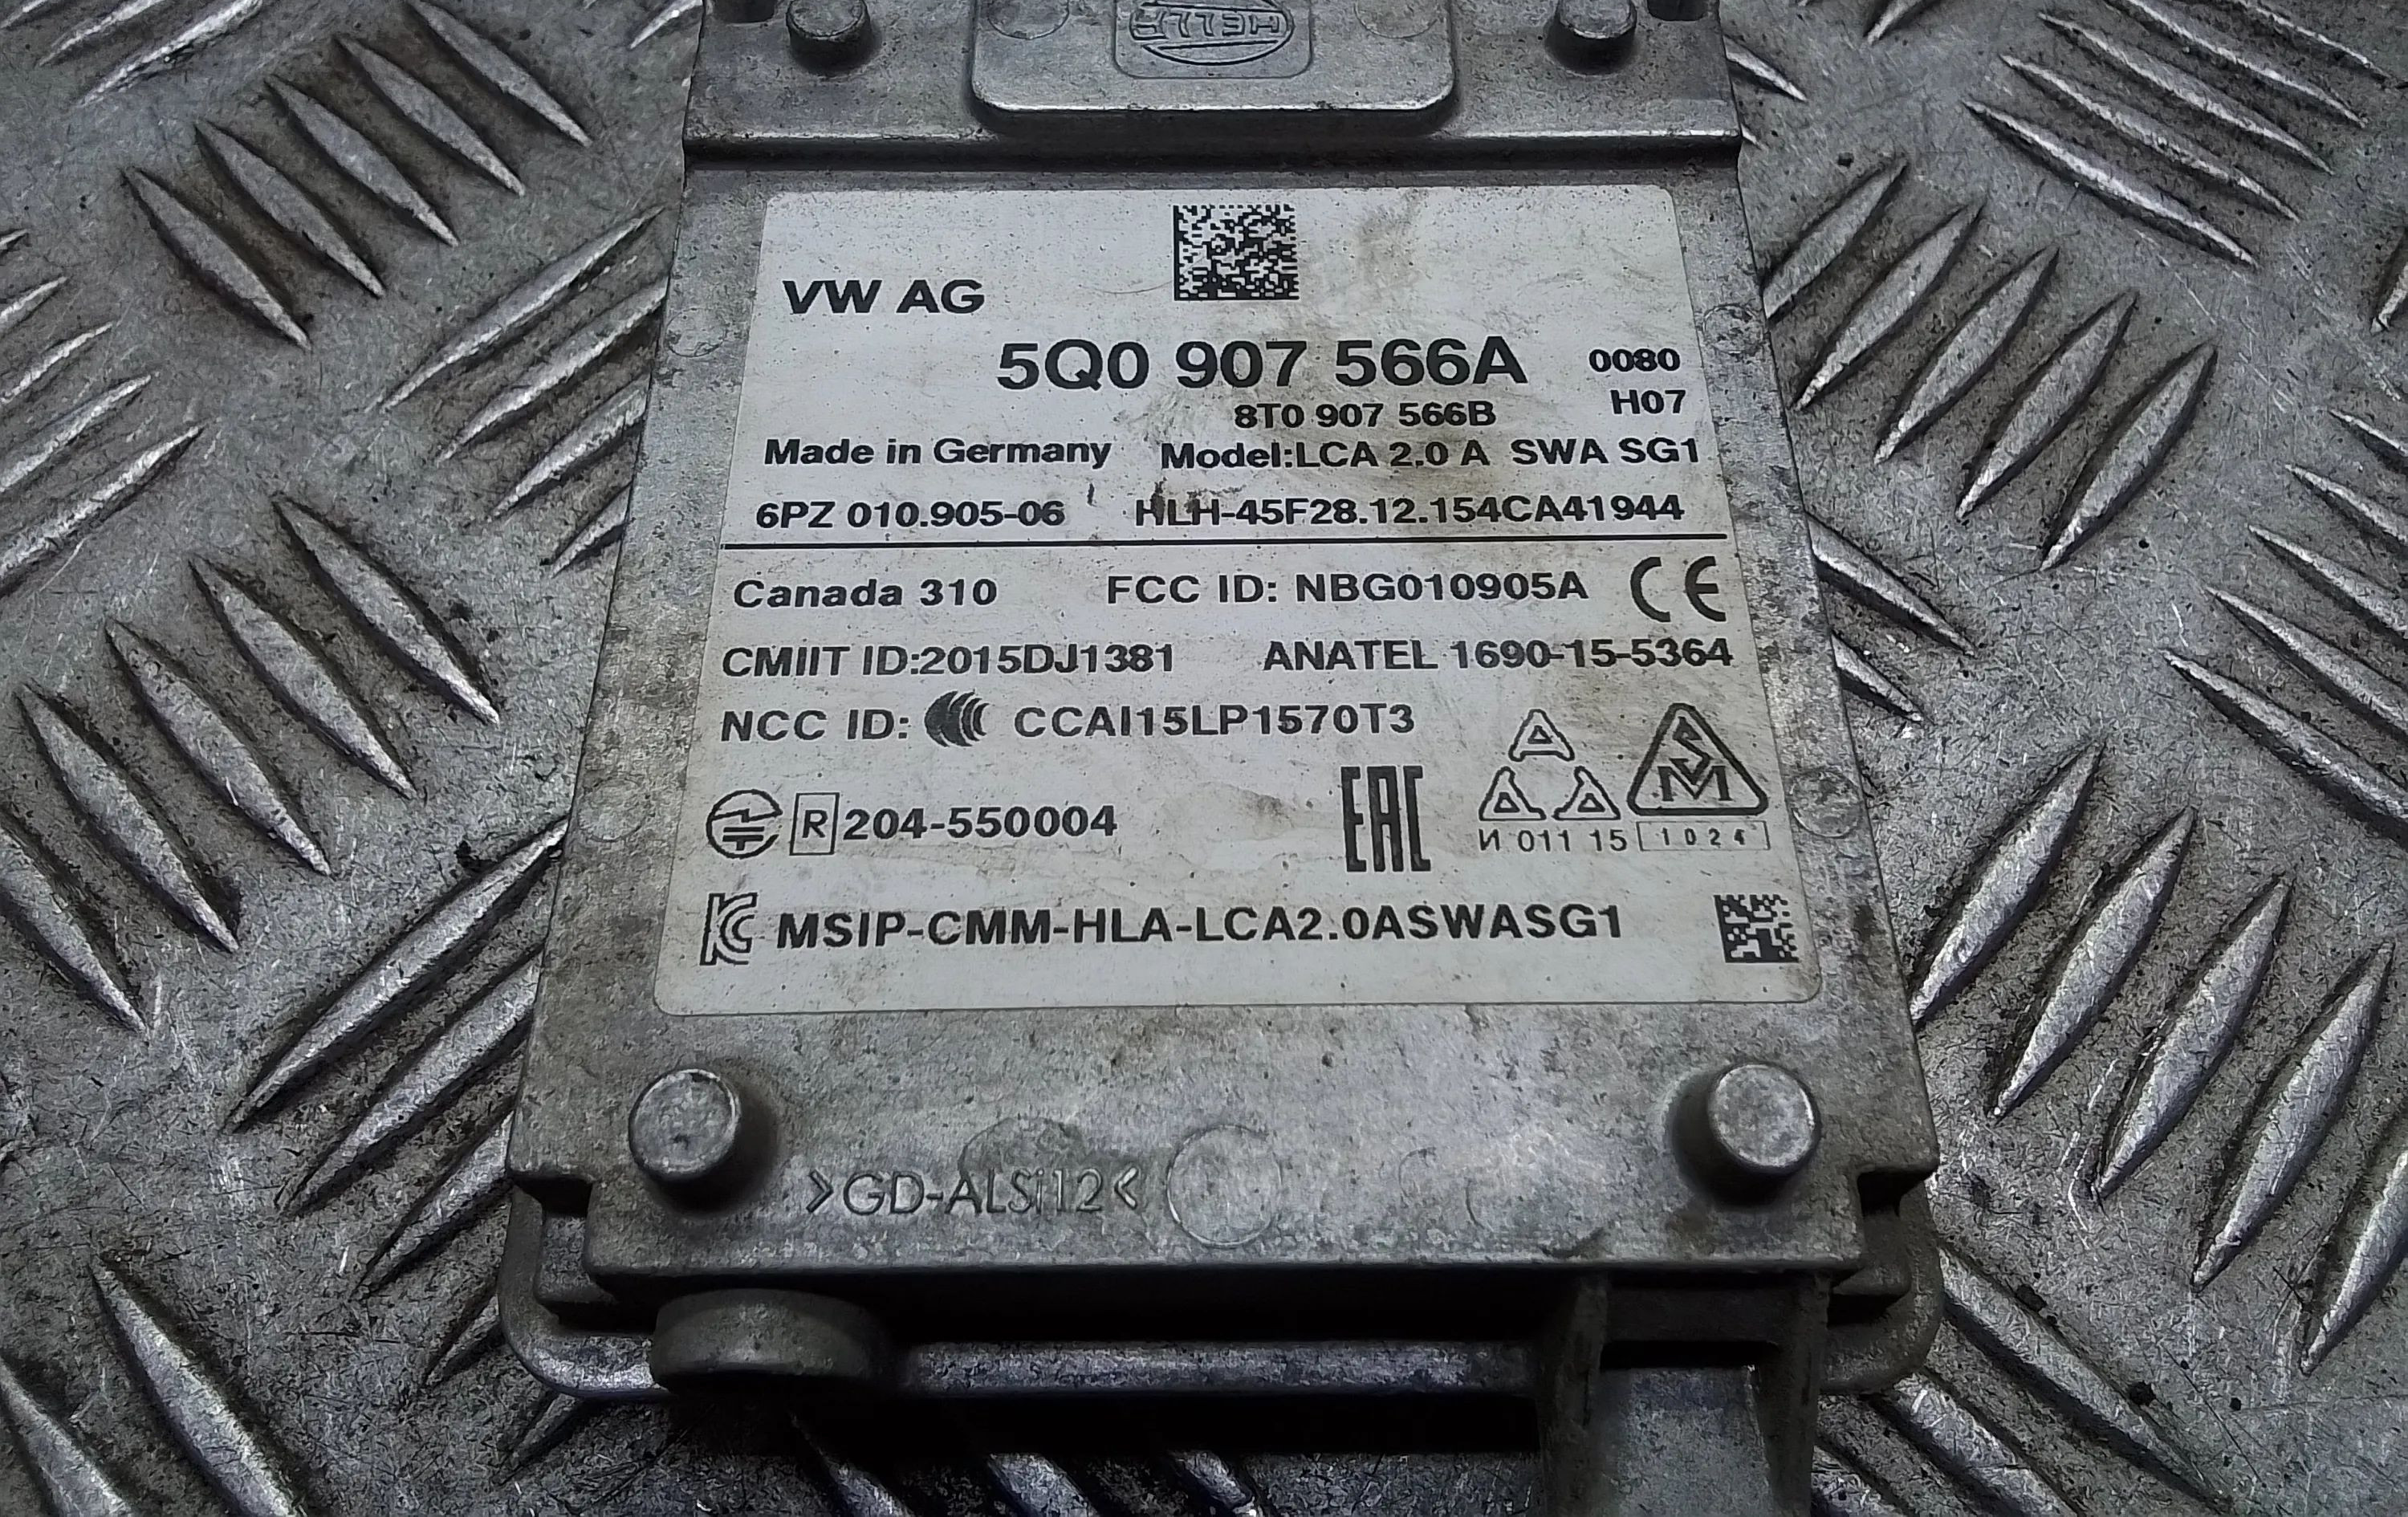 HELLA
VW AG
5Q0 907 566A 0080
8T0 907 566B H07
Made in Germany Model:LCA 2.0 A SWA SG1
6PZ 010.905-06 HLH-45F28.12.154CA41944
Canada 310 FCC ID: NBG010905A CE
CMIIT ID:2015DJ1381 ANATEL 1690-15-5364
NCC ID: CCAI15LP1570T3
R 204-550004 EAC И 011 15 SM 1024
KC MSIP-CMM-HLA-LCA2.0ASWASG1
>GD-ALSi12<